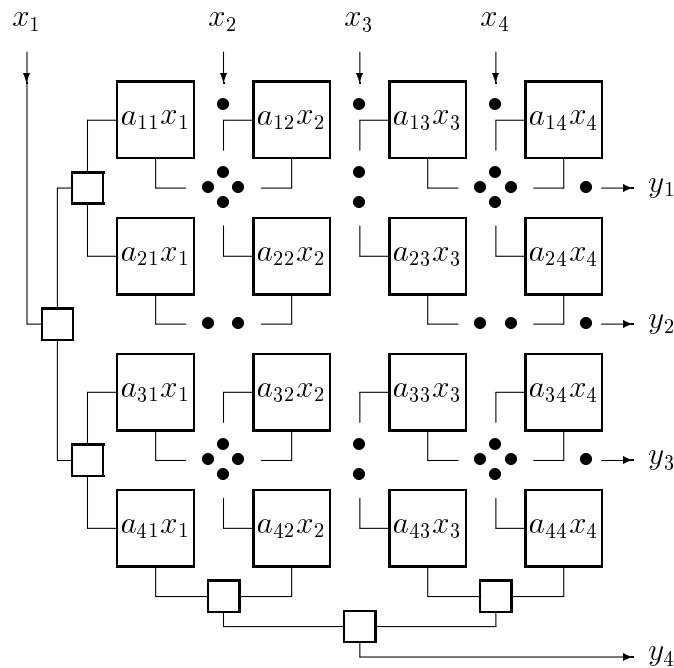 x₁ x₂ x₃ x₄
a₁₁x₁ a₁₂x₂ a₁₃x₃ a₁₄x₄
y₁
a₂₁x₁ a₂₂x₂ a₂₃x₃ a₂₄x₄
y₂
a₃₁x₁ a₃₂x₂ a₃₃x₃ a₃₄x₄
y₃
a₄₁x₁ a₄₂x₂ a₄₃x₃ a₄₄x₄
y₄